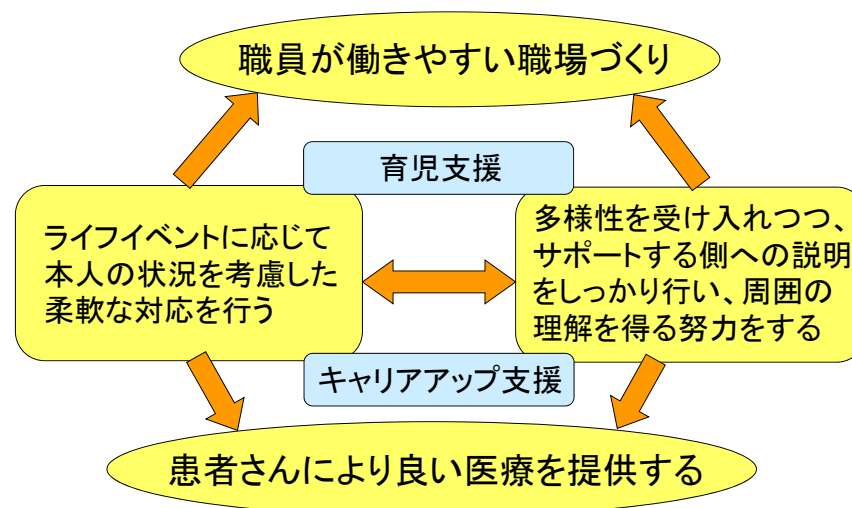 職員が働きやすい職場づくり
育児支援
ライフイベントに応じて
本人の状況を考慮した
柔軟な対応を行う
多様性を受け入れつつ、
サポートする側への説明
をしっかり行い、周囲の
理解を得る努力をする
キャリアアップ支援
患者さんにより良い医療を提供する